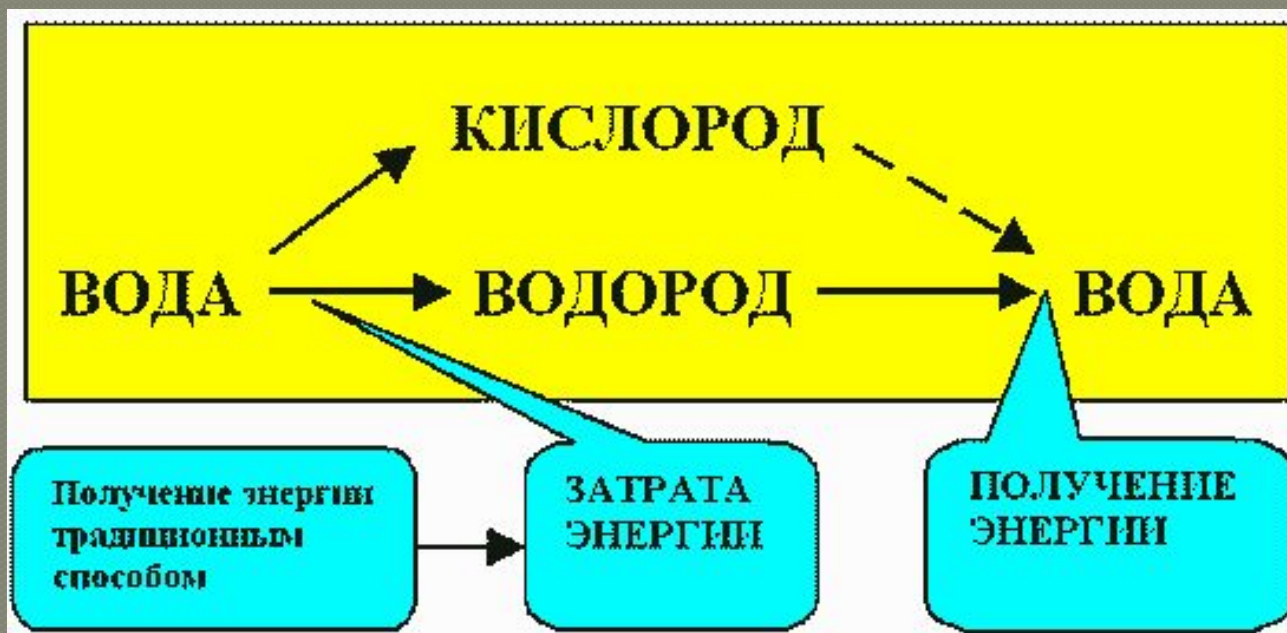 КИСЛОРОД
ВОДА
ВОДОРОД
ВОДА
Получение энергии
традиционным
способом
ЗАТРАТА
ЭНЕРГИИ
ПОЛУЧЕНИЕ
ЭНЕРГИИ